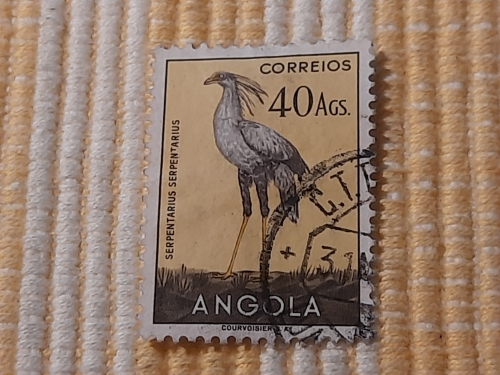 CORREIOS
40 AGS.
SERPENTARIUS SERPENTARIUS
C.T.T.
ANGOLA
COURVOISIER S.A.